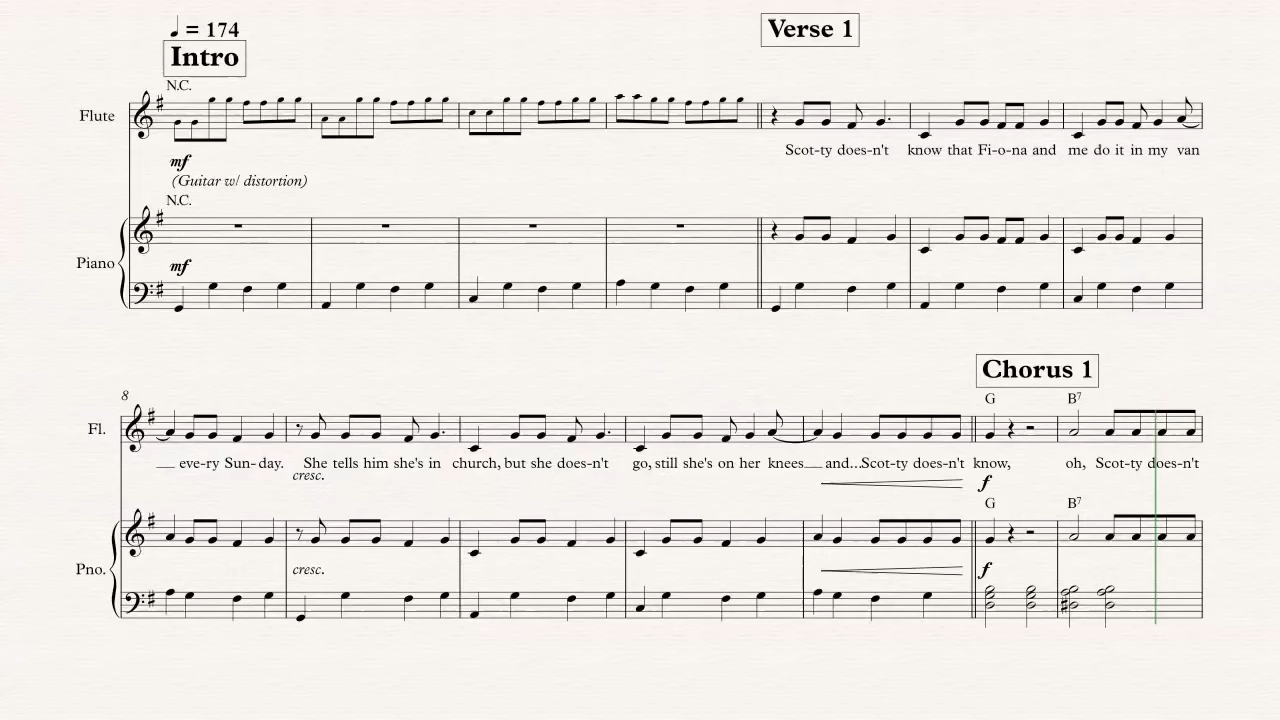 ♩ = 174
Intro
Verse 1
N.C.
Flute
Scot-ty does-n't know that Fi-o-na and me do it in my van
mf
(Guitar w/ distortion)
N.C.
Piano
mf
Chorus 1
8
G B7
Fl.
eve-ry Sun-day. She tells him she's in church, but she does-n't go, still she's on her knees and...Scot-ty does-n't know, oh, Scot-ty does-n't
cresc.
f
G B7
Pno.
cresc.
f